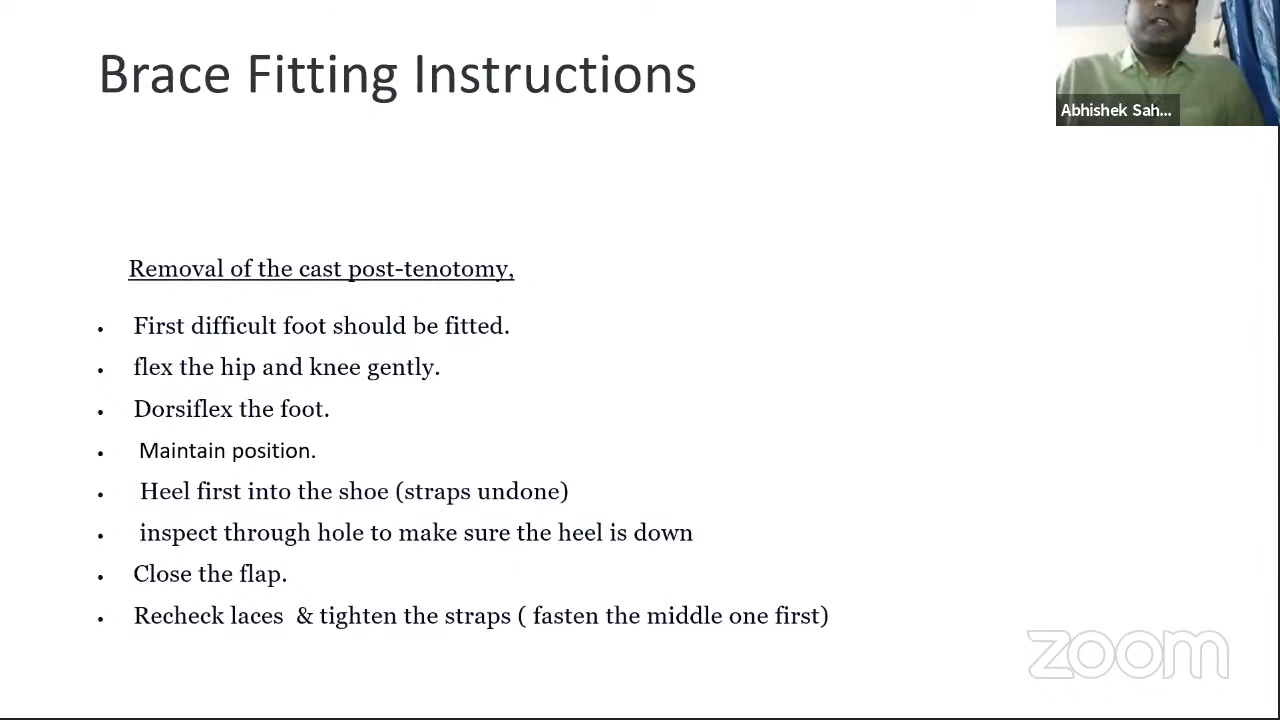 Brace Fitting Instructions
Abhishek Sah...
Removal of the cast post-tenotomy,
• First difficult foot should be fitted.
• flex the hip and knee gently.
• Dorsiflex the foot.
• Maintain position.
• Heel first into the shoe (straps undone)
• inspect through hole to make sure the heel is down
• Close the flap.
• Recheck laces & tighten the straps ( fasten the middle one first)
zoom